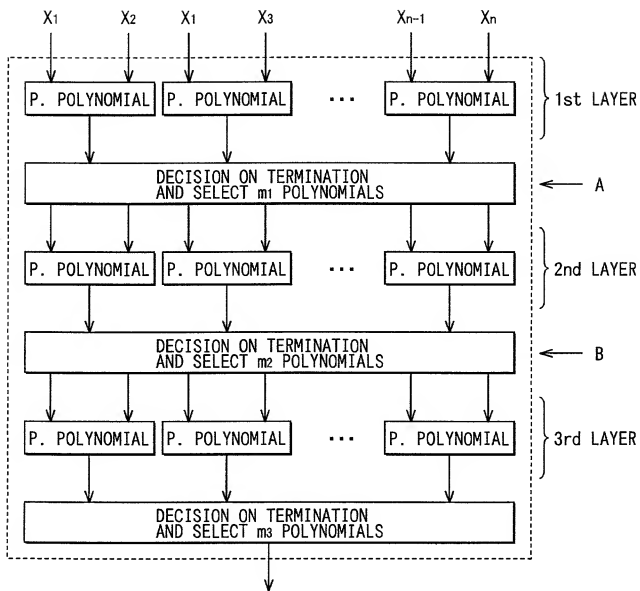 X1 X2 X1 X3 Xn-1 Xn
P. POLYNOMIAL P. POLYNOMIAL ... P. POLYNOMIAL 1st LAYER
DECISION ON TERMINATION
AND SELECT m1 POLYNOMIALS
A
P. POLYNOMIAL P. POLYNOMIAL ... P. POLYNOMIAL 2nd LAYER
DECISION ON TERMINATION
AND SELECT m2 POLYNOMIALS
B
P. POLYNOMIAL P. POLYNOMIAL ... P. POLYNOMIAL 3rd LAYER
DECISION ON TERMINATION
AND SELECT m3 POLYNOMIALS